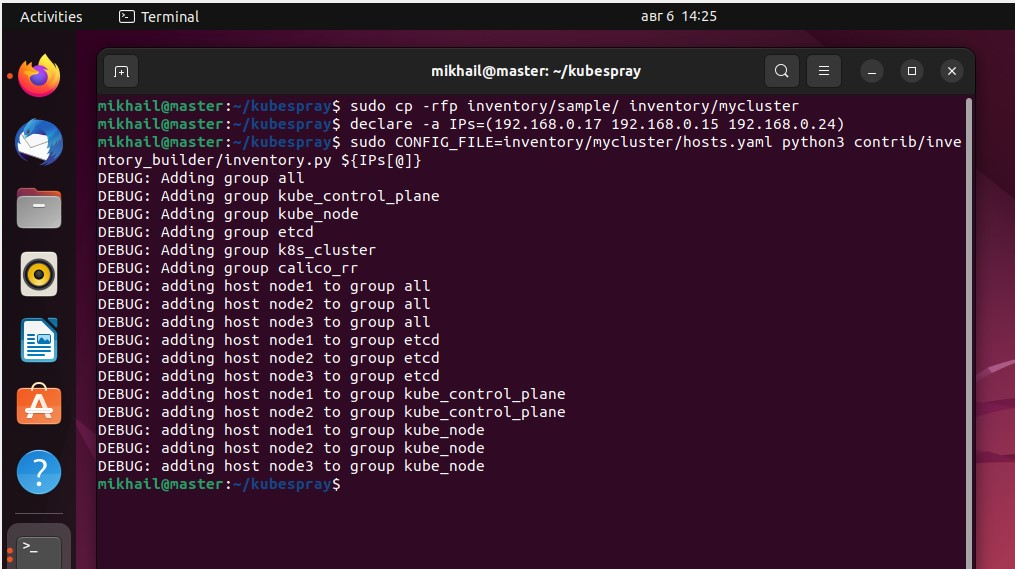 Activities
Terminal
авг 6 14:25
mikhail@master: ~/kubespray
mikhail@master:~/kubespray$ sudo cp -rfp inventory/sample/ inventory/mycluster
mikhail@master:~/kubespray$ declare -a IPs=(192.168.0.17 192.168.0.15 192.168.0.24)
mikhail@master:~/kubespray$ sudo CONFIG_FILE=inventory/mycluster/hosts.yaml python3 contrib/inve
ntory_builder/inventory.py ${IPs[@]}
DEBUG: Adding group all
DEBUG: Adding group kube_control_plane
DEBUG: Adding group kube_node
DEBUG: Adding group etcd
DEBUG: Adding group k8s_cluster
DEBUG: Adding group calico_rr
DEBUG: adding host node1 to group all
DEBUG: adding host node2 to group all
DEBUG: adding host node3 to group all
DEBUG: adding host node1 to group etcd
DEBUG: adding host node2 to group etcd
DEBUG: adding host node3 to group etcd
DEBUG: adding host node1 to group kube_control_plane
DEBUG: adding host node2 to group kube_control_plane
DEBUG: adding host node1 to group kube_node
DEBUG: adding host node2 to group kube_node
DEBUG: adding host node3 to group kube_node
mikhail@master:~/kubespray$